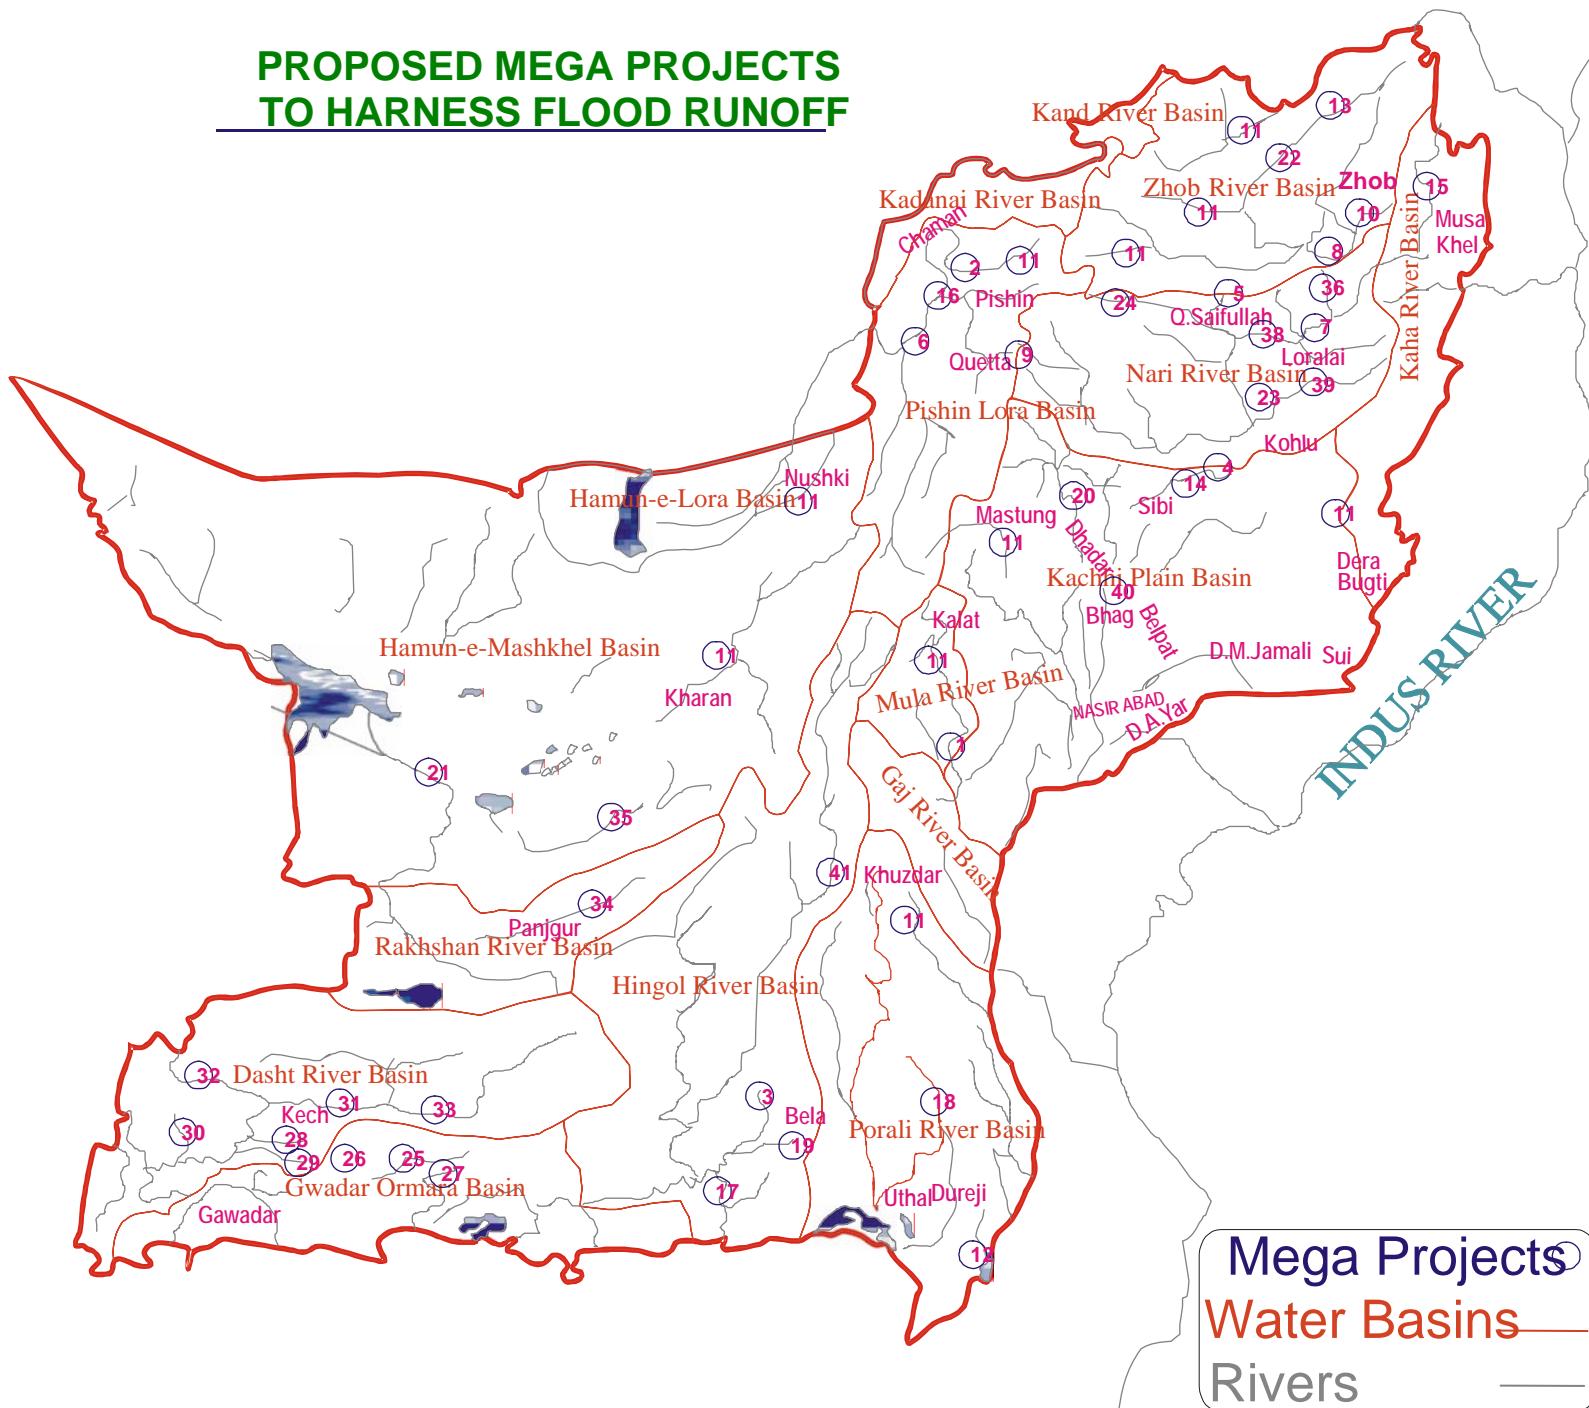 PROPOSED MEGA PROJECTS
TO HARNESS FLOOD RUNOFF
Kand River Basin
13
11
22
Zhob River Basin
Zhob
15
Kadanai River Basin
11
10
Musa
Khel
Chaman
Kaha River Basin
2
11
11
8
16
Pishin
24
5
36
Q.Saifullah
38
7
6
Quetta
9
Loralai
Nari River Basin
39
23
Pishin Lora Basin
Kohlu
4
Nushki
14
Hamun-e-Lora Basin
11
20
Sibi
Mastung
11
11
Dhadar
Dera
Bugti
Kachhi Plain Basin
40
Bhag
Belpat
INDUS RIVER
Kalat
Hamun-e-Mashkhel Basin
11
11
D.M.Jamali
Sui
Kharan
Mula River Basin
NASIR ABAD
D.A.Yar
1
21
Gaj River Basin
35
41
Khuzdar
34
11
Panjgur
Rakhshan River Basin
Hingol River Basin
32
Dasht River Basin
31
33
3
18
Kech
Bela
30
28
Porali River Basin
19
29
26
25
27
Gwadar Ormara Basin
17
Uthal
Dureji
Gawadar
12
Mega Projects
Water Basins
Rivers